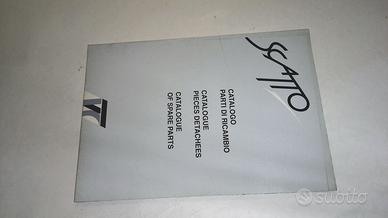 SCATTO
CATALOGO
PARTI DI RICAMBIO
CATALOGUE
PIECES DETACHEES
CATALOGUE
OF SPARE PARTS
subito